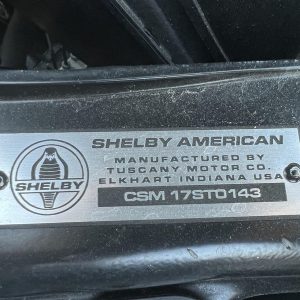 SHELBY AMERICAN
MANUFACTURED BY
TUSCANY MOTOR CO.
ELKHART INDIANA USA
SHELBY
CSM 17ST0143